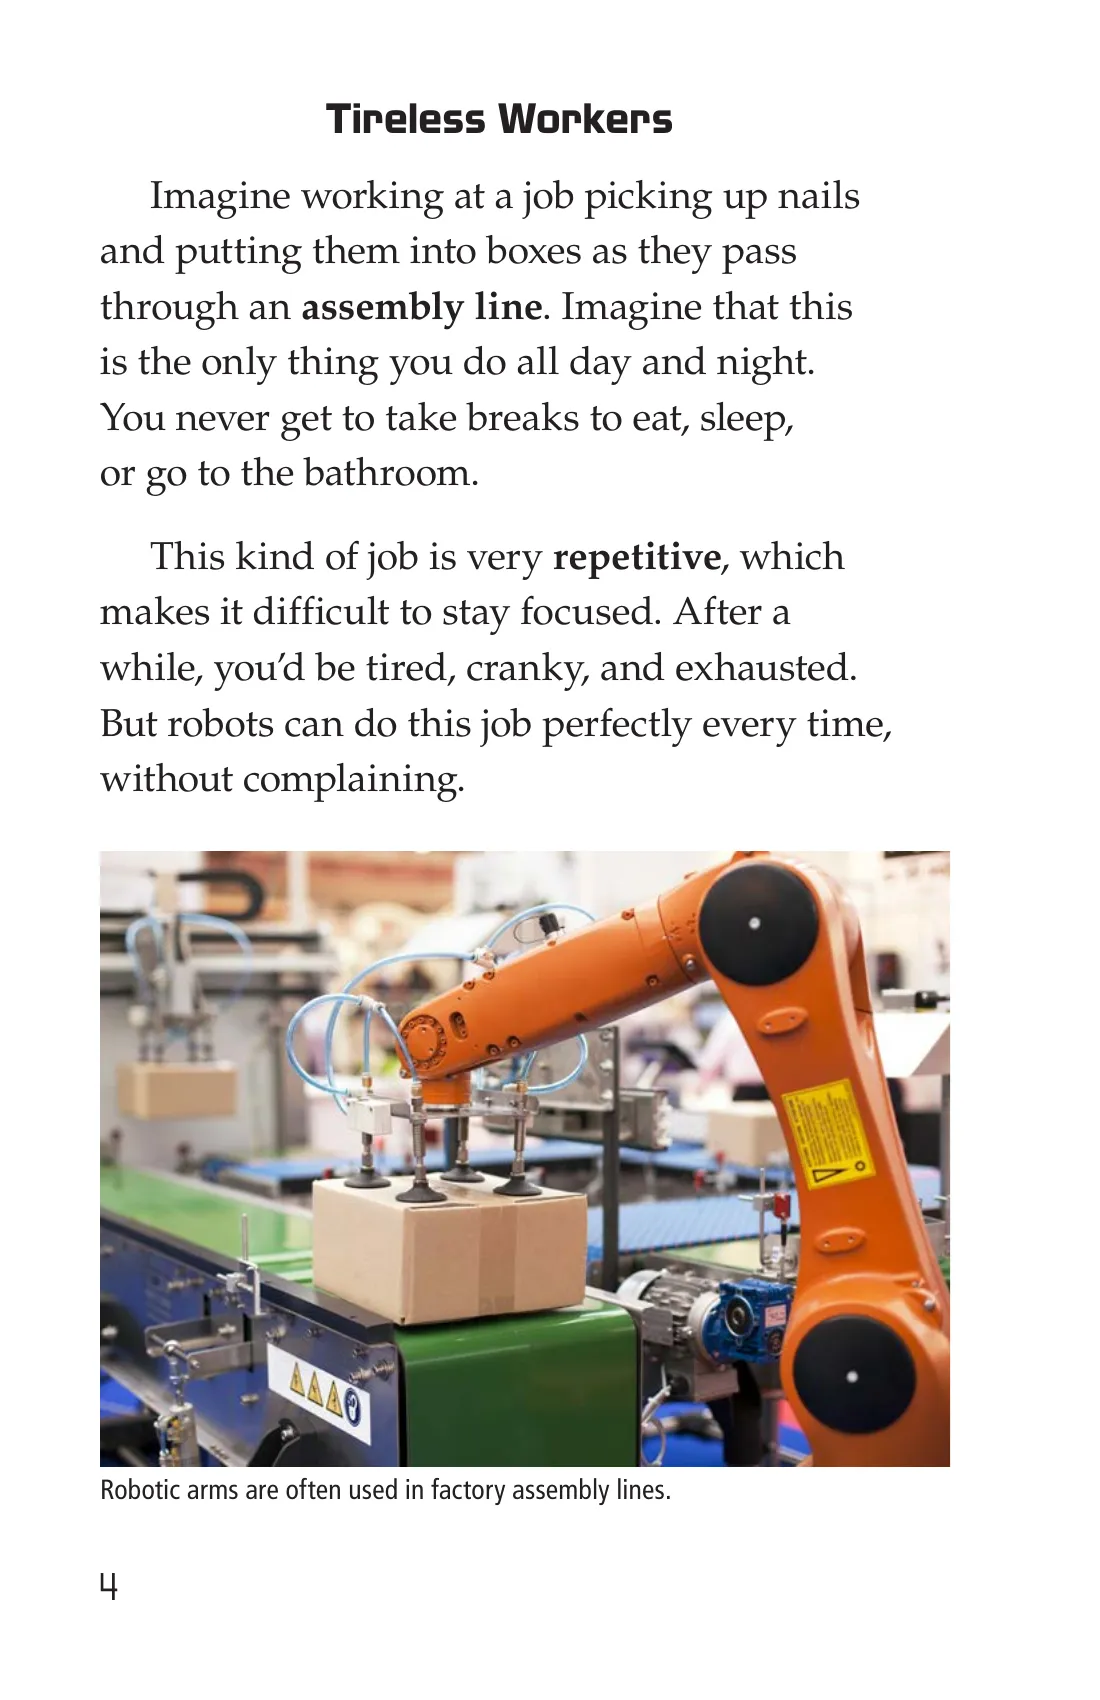 Tireless Workers
Imagine working at a job picking up nails
and putting them into boxes as they pass
through an assembly line. Imagine that this
is the only thing you do all day and night.
You never get to take breaks to eat, sleep,
or go to the bathroom.
This kind of job is very repetitive, which
makes it difficult to stay focused. After a
while, you’d be tired, cranky, and exhausted.
But robots can do this job perfectly every time,
without complaining.
Robotic arms are often used in factory assembly lines.
4